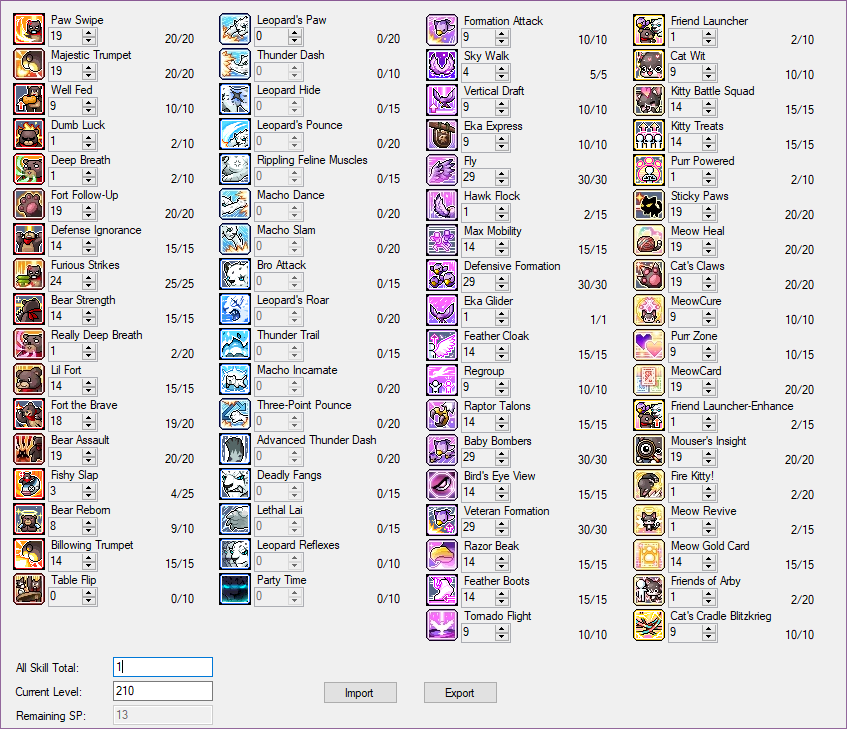 Paw Swipe
19 20/20
Majestic Trumpet
19 20/20
Well Fed
9 10/10
Dumb Luck
1 2/10
Deep Breath
1 2/10
Fort Follow-Up
19 20/20
Defense Ignorance
14 15/15
Furious Strikes
24 25/25
Bear Strength
14 15/15
Really Deep Breath
1 2/20
Lil Fort
14 15/15
Fort the Brave
18 19/20
Bear Assault
19 20/20
Fishy Slap
3 4/25
Bear Reborn
8 9/10
Billowing Trumpet
14 15/15
Table Flip
0 0/10
Leopard's Paw
0 0/20
Thunder Dash
0 0/10
Leopard Hide
0 0/15
Leopard's Pounce
0 0/20
Rippling Feline Muscles
0 0/15
Macho Dance
0 0/20
Macho Slam
0 0/20
Bro Attack
0 0/10
Leopard's Roar
0 0/20
Thunder Trail
0 0/15
Macho Incarnate
0 0/20
Three-Point Pounce
0 0/20
Advanced Thunder Dash
0 0/20
Deadly Fangs
0 0/15
Lethal Lai
0 0/15
Leopard Reflexes
0 0/10
Party Time
0 0/10
Formation Attack
9 10/10
Sky Walk
4 5/5
Vertical Draft
9 10/10
Eka Express
9 10/10
Fly
29 30/30
Hawk Flock
1 2/15
Max Mobility
14 15/15
Defensive Formation
29 30/30
Eka Glider
1 1/1
Feather Cloak
14 15/15
Regroup
9 10/10
Raptor Talons
14 15/15
Baby Bombers
29 30/30
Bird's Eye View
14 15/15
Veteran Formation
29 30/30
Razor Beak
14 15/15
Feather Boots
14 15/15
Tornado Flight
9 10/10
Friend Launcher
1 2/10
Cat Wit
9 10/10
Kitty Battle Squad
14 15/15
Kitty Treats
14 15/15
Purr Powered
1 2/10
Sticky Paws
19 20/20
Meow Heal
19 20/20
Cat's Claws
19 20/20
MeowCure
9 10/10
Purr Zone
9 10/15
MeowCard
19 20/20
Friend Launcher-Enhance
1 2/15
Mouser's Insight
19 20/20
Fire Kitty!
1 2/20
Meow Revive
1 2/15
Meow Gold Card
14 15/15
Friends of Arby
1 2/20
Cat's Cradle Blitzkrieg
9 10/10
All Skill Total: 1
Current Level: 210
Remaining SP: 13
Import Export